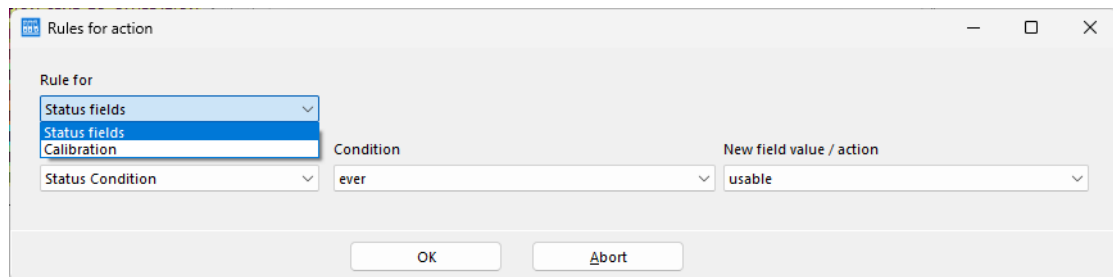 Rules for action
Rule for
Status fields
Status fields
Calibration
Condition
New field value / action
Status Condition
ever
usable
OK
Abort